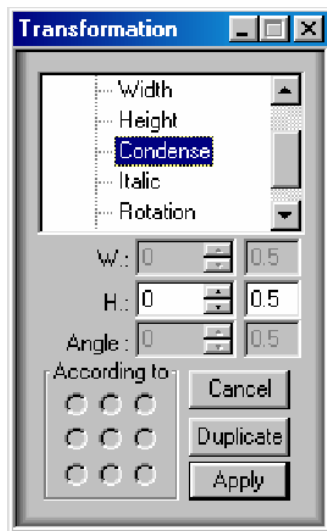 Transformation
Width
Height
Condense
Italic
Rotation
W.: 0 0.5
H.: 0 0.5
Angle : 0 0.5
According to
Cancel
Duplicate
Apply